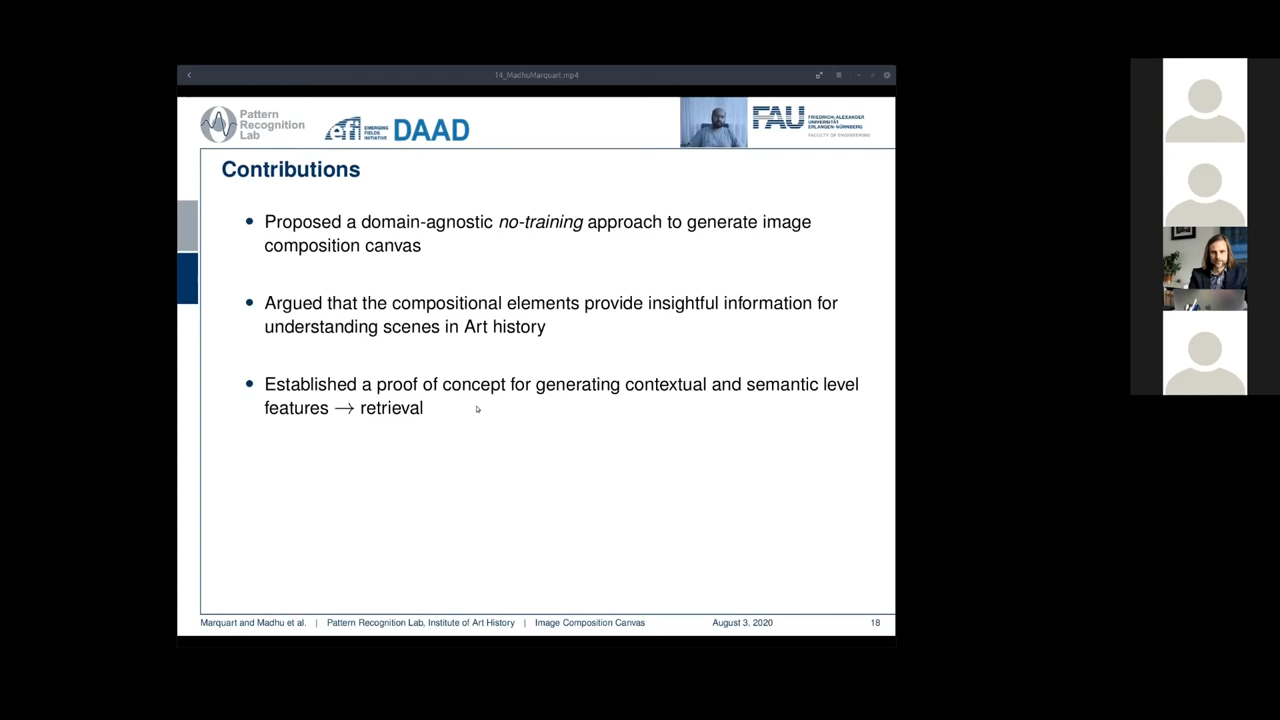 14_MadhuMarquart.mp4
Pattern
Recognition
Lab
efi
EMERGING
FIELDS
INITIATIVE
DAAD
FAU
FRIEDRICH-ALEXANDER
UNIVERSITÄT
ERLANGEN-NÜRNBERG
FACULTY OF ENGINEERING
Contributions
• Proposed a domain-agnostic no-training approach to generate image
composition canvas
• Argued that the compositional elements provide insightful information for
understanding scenes in Art history
• Established a proof of concept for generating contextual and semantic level
features → retrieval
Marquart and Madhu et al. | Pattern Recognition Lab, Institute of Art History | Image Composition Canvas August 3, 2020 18